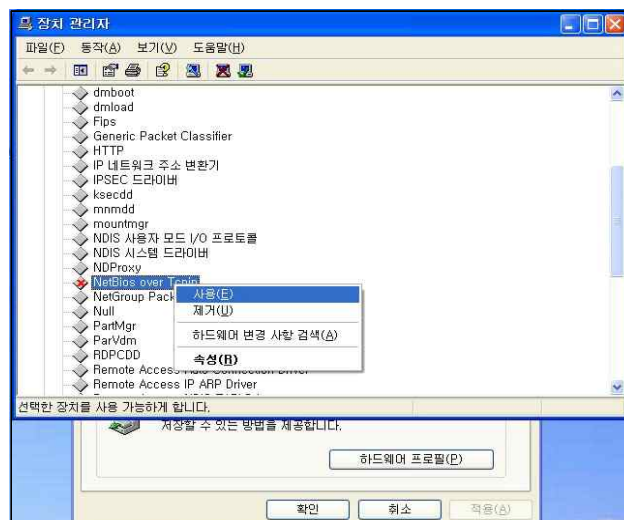 장치 관리자
파일(F) 동작(A) 보기(V) 도움말(H)
dmboot
dmload
Fips
Generic Packet Classifier
HTTP
IP 네트워크 주소 변환기
IPSEC 드라이버
ksecdd
mnmdd
mountmgr
NDIS 사용자 모드 I/O 프로토콜
NDIS 시스템 드라이버
NDProxy
NetBios over Tcpip
사용(E)
NetGroup Pack
제거(U)
Null
PartMgr
하드웨어 변경 사항 검색(A)
ParVdm
RDPCDD
속성(R)
Remote Access Auto Connection Driver
Remote Access IP ARP Driver
선택한 장치를 사용 가능하게 합니다.
저장할 수 있는 방법을 제공합니다.
하드웨어 프로필(P)
확인 취소 적용(A)